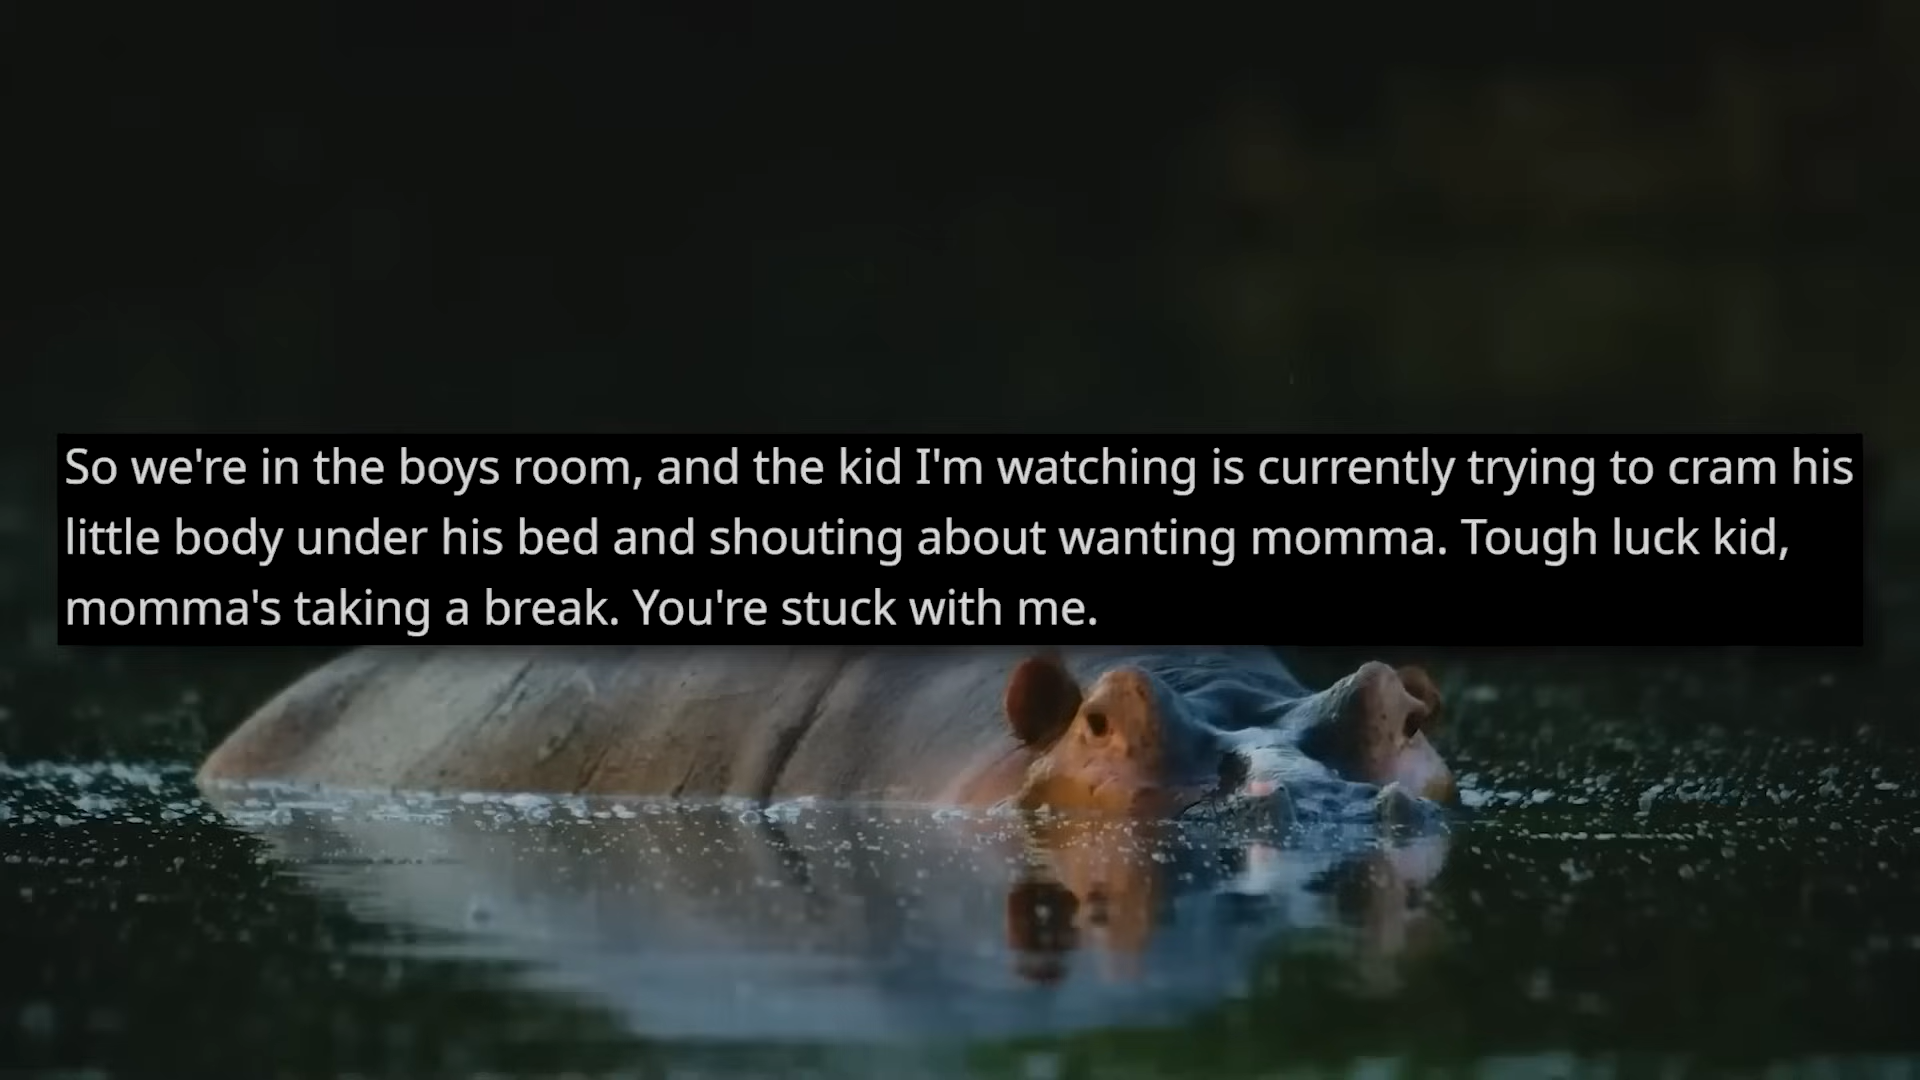 So we're in the boys room, and the kid I'm watching is currently trying to cram his
little body under his bed and shouting about wanting momma. Tough luck kid,
momma's taking a break. You're stuck with me.